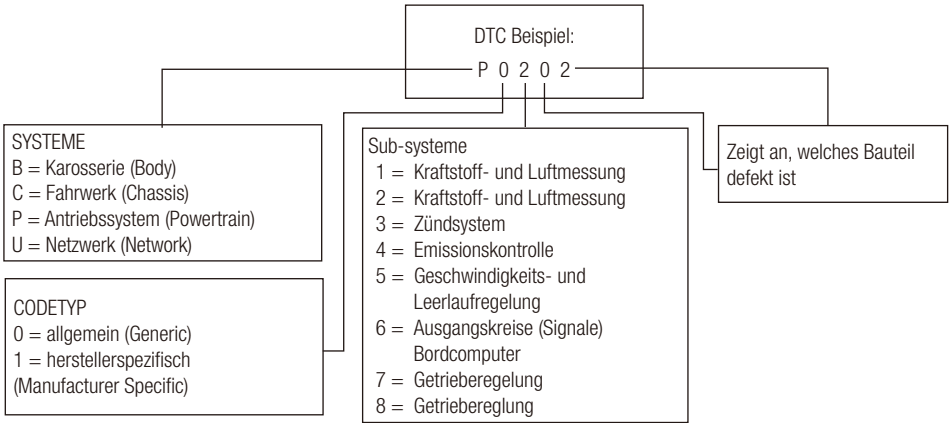 DTC Beispiel:
P 0 2 0 2
SYSTEME
B = Karosserie (Body)
C = Fahrwerk (Chassis)
P = Antriebssystem (Powertrain)
U = Netzwerk (Network)
CODETYP
0 = allgemein (Generic)
1 = herstellerspezifisch
(Manufacturer Specific)
Sub-systeme
1 = Kraftstoff- und Luftmessung
2 = Kraftstoff- und Luftmessung
3 = Zündsystem
4 = Emissionskontrolle
5 = Geschwindigkeits- und
Leerlaufregelung
6 = Ausgangskreise (Signale)
Bordcomputer
7 = Getrieberegelung
8 = Getriebereglung
Zeigt an, welches Bauteil
defekt ist